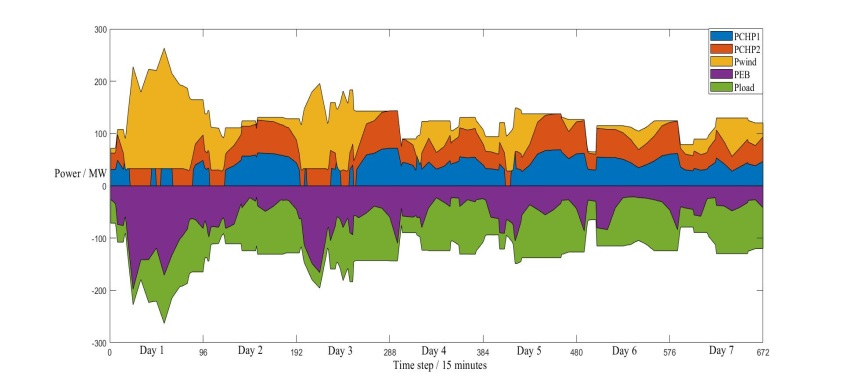 300
PCHP1
PCHP2
Pwind
PEB
Pload
200
100
Power / MW
0
-100
-200
-300
0 Day 1 96 Day 2 192 Day 3 288 Day 4 384 Day 5 480 Day 6 576 Day 7 672
Time step / 15 minutes